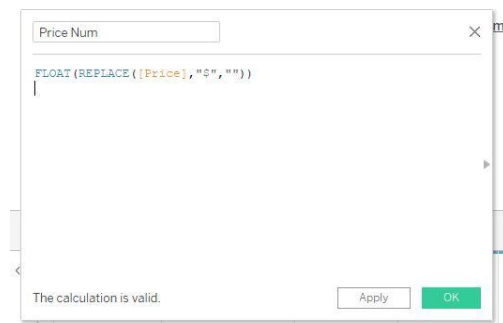 Price Num
FLOAT(REPLACE([Price],"$",""))
The calculation is valid.
Apply
OK